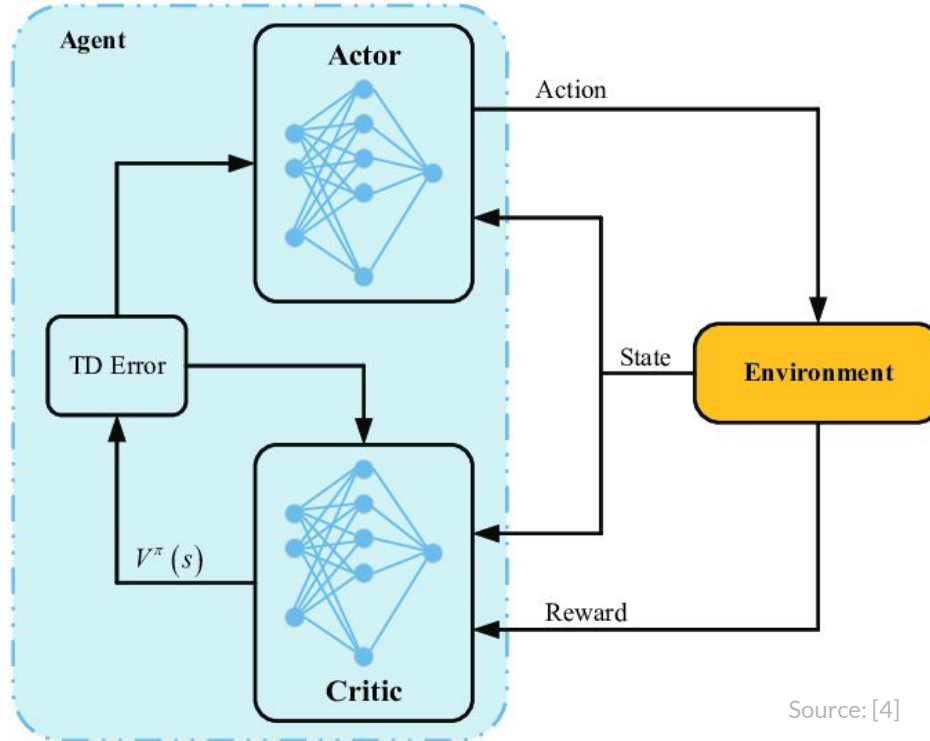 Agent
Actor
Action
TD Error
State
Environment
V^π (s)
Reward
Critic
Source: [4]